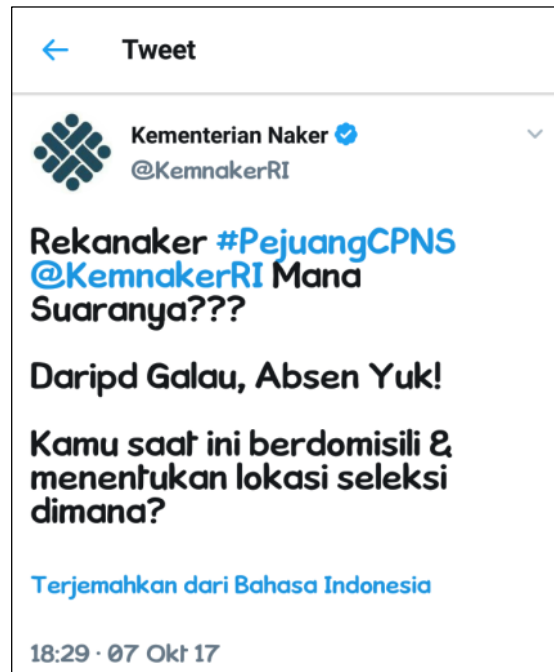 Tweet
Kementerian Naker
@KemnakerRI
Rekanaker #PejuangCPNS
@KemnakerRI Mana
Suaranya???
Daripd Galau, Absen Yuk!
Kamu saat ini berdomisili &
menentukan lokasi seleksi
dimana?
Terjemahkan dari Bahasa Indonesia
18:29 · 07 Okt 17